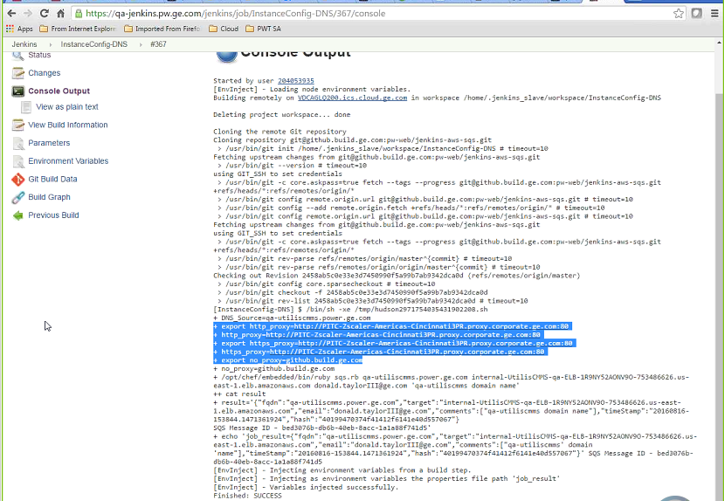 https://qa-jenkins.pw.ge.com/jenkins/job/InstanceConfig-DNS/367/console
Apps From Internet Explorer Imported From Firefox Cloud PWT SA
Jenkins InstanceConfig-DNS #367
Status
Changes
Console Output
View as plain text
View Build Information
Parameters
Environment Variables
Git Build Data
Build Graph
Previous Build
Console Output
Started by user 204053935
[EnvInject] - Loading node environment variables.
Building remotely on VDCAGLQ200.ics.cloud.ge.com in workspace /home/.jenkins_slave/workspace/InstanceConfig-DNS
Deleting project workspace... done
Cloning the remote Git repository
Cloning repository git@github.build.ge.com:pw-web/jenkins-aws-sqs.git
> /usr/bin/git init /home/.jenkins_slave/workspace/InstanceConfig-DNS # timeout=10
Fetching upstream changes from git@github.build.ge.com:pw-web/jenkins-aws-sqs.git
> /usr/bin/git --version # timeout=10
using GIT_SSH to set credentials
> /usr/bin/git -c core.askpass=true fetch --tags --progress git@github.build.ge.com:pw-web/jenkins-aws-sqs.git
+refs/heads/*:refs/remotes/origin/*
> /usr/bin/git config remote.origin.url git@github.build.ge.com:pw-web/jenkins-aws-sqs.git # timeout=10
> /usr/bin/git config --add remote.origin.fetch +refs/heads/*:refs/remotes/origin/* # timeout=10
> /usr/bin/git config remote.origin.url git@github.build.ge.com:pw-web/jenkins-aws-sqs.git # timeout=10
Fetching upstream changes from git@github.build.ge.com:pw-web/jenkins-aws-sqs.git
using GIT_SSH to set credentials
> /usr/bin/git -c core.askpass=true fetch --tags --progress git@github.build.ge.com:pw-web/jenkins-aws-sqs.git
+refs/heads/*:refs/remotes/origin/*
> /usr/bin/git rev-parse refs/remotes/origin/master^{commit} # timeout=10
> /usr/bin/git rev-parse refs/remotes/origin/origin/master^{commit} # timeout=10
Checking out Revision 2458ab5c0e33e3d7450990f5a99b7ab9342dca0d (refs/remotes/origin/master)
> /usr/bin/git config core.sparsecheckout # timeout=10
> /usr/bin/git checkout -f 2458ab5c0e33e3d7450990f5a99b7ab9342dca0d
> /usr/bin/git rev-list 2458ab5c0e33e3d7450990f5a99b7ab9342dca0d # timeout=10
[InstanceConfig-DNS] $ /bin/sh -xe /tmp/hudson2971754035431902208.sh
+ DNS_Source=qa-utiliscmms.power.ge.com
+ export http_proxy=http://PITC-Zscaler-Americas-Cincinnati3PR.proxy.corporate.ge.com:80
+ http_proxy=http://PITC-Zscaler-Americas-Cincinnati3PR.proxy.corporate.ge.com:80
+ export https_proxy=http://PITC-Zscaler-Americas-Cincinnati3PR.proxy.corporate.ge.com:80
+ https_proxy=http://PITC-Zscaler-Americas-Cincinnati3PR.proxy.corporate.ge.com:80
+ export no_proxy=github.build.ge.com
+ no_proxy=github.build.ge.com
+ /opt/chef/embedded/bin/ruby sqs.rb qa-utiliscmms.power.ge.com internal-UtilisCMMS-qa-ELB-1R9NY52AONV9O-753486626.us-
east-1.elb.amazonaws.com donald.taylorIII@ge.com 'qa-utiliscmms domain name'
++ cat result
+ result='{"fqdn":"qa-utiliscmms.power.ge.com","target":"internal-UtilisCMMS-qa-ELB-1R9NY52AONV9O-753486626.us-east-
1.elb.amazonaws.com","email":"donald.taylorIII@ge.com","comments":["qa-utiliscmms domain name"],"timeStamp":"20160816-
153844.1471361924","hash":"40199470374f41412f6141e40d57067"}
SQS Message ID - bed3076b-db6b-40eb-8acc-1a1a88f741d5'
+ echo 'job_result={"fqdn":"qa-utiliscmms.power.ge.com","target":"internal-UtilisCMMS-qa-ELB-1R9NY52AONV9O-753486626.us-
east-1.elb.amazonaws.com","email":"donald.taylorIII@ge.com","comments":["qa-utiliscmms' domain
'name"],"timeStamp":"20160816-153844.1471361924","hash":"40199470374f41412f6141e40d57067"}' SQS Message ID - bed3076b-
db6b-40eb-8acc-1a1a88f741d5
[EnvInject] - Injecting environment variables from a build step.
[EnvInject] - Injecting as environment variables the properties file path 'job_result'
[EnvInject] - Variables injected successfully.
Finished: SUCCESS